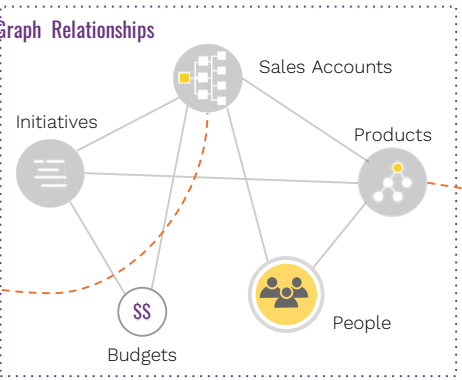 Graph Relationships
Sales Accounts
Initiatives
Products
$$
People
Budgets